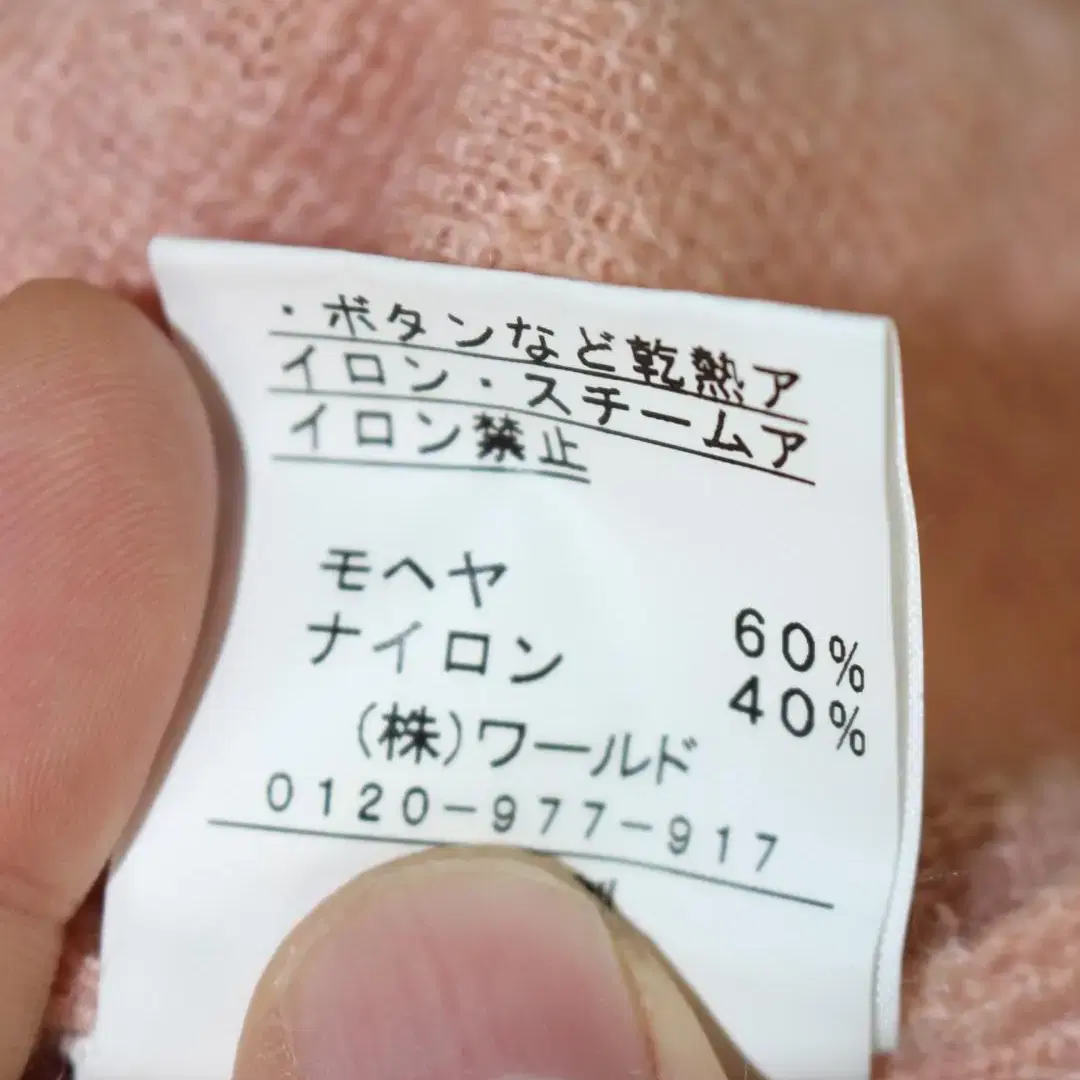 ・ボタンなど乾熱ア
イロン・スチームア
イロン禁止
モヘヤ 60%
ナイロン 40%
(株)ワールド
0120-977-917